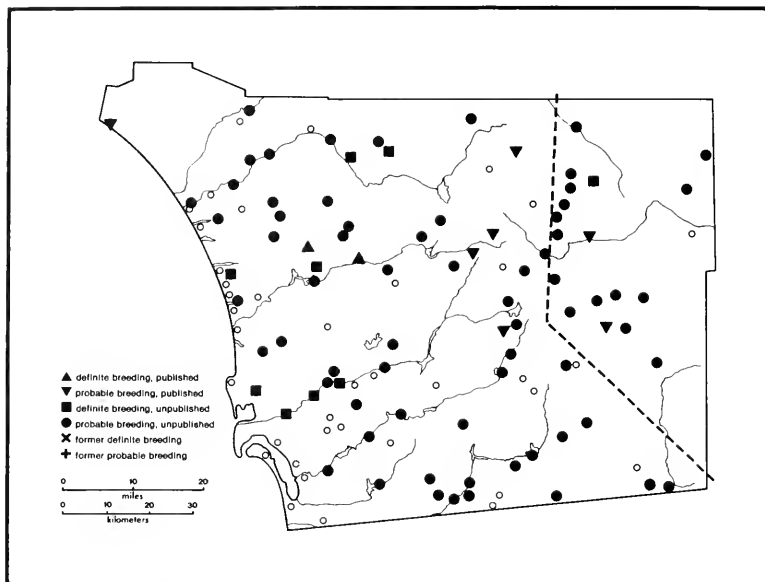 definite breeding, published
probable breeding, published
definite breeding, unpublished
probable breeding, unpublished
former definite breeding
former probable breeding
0 10 20
miles
0 10 20 30
kilometers